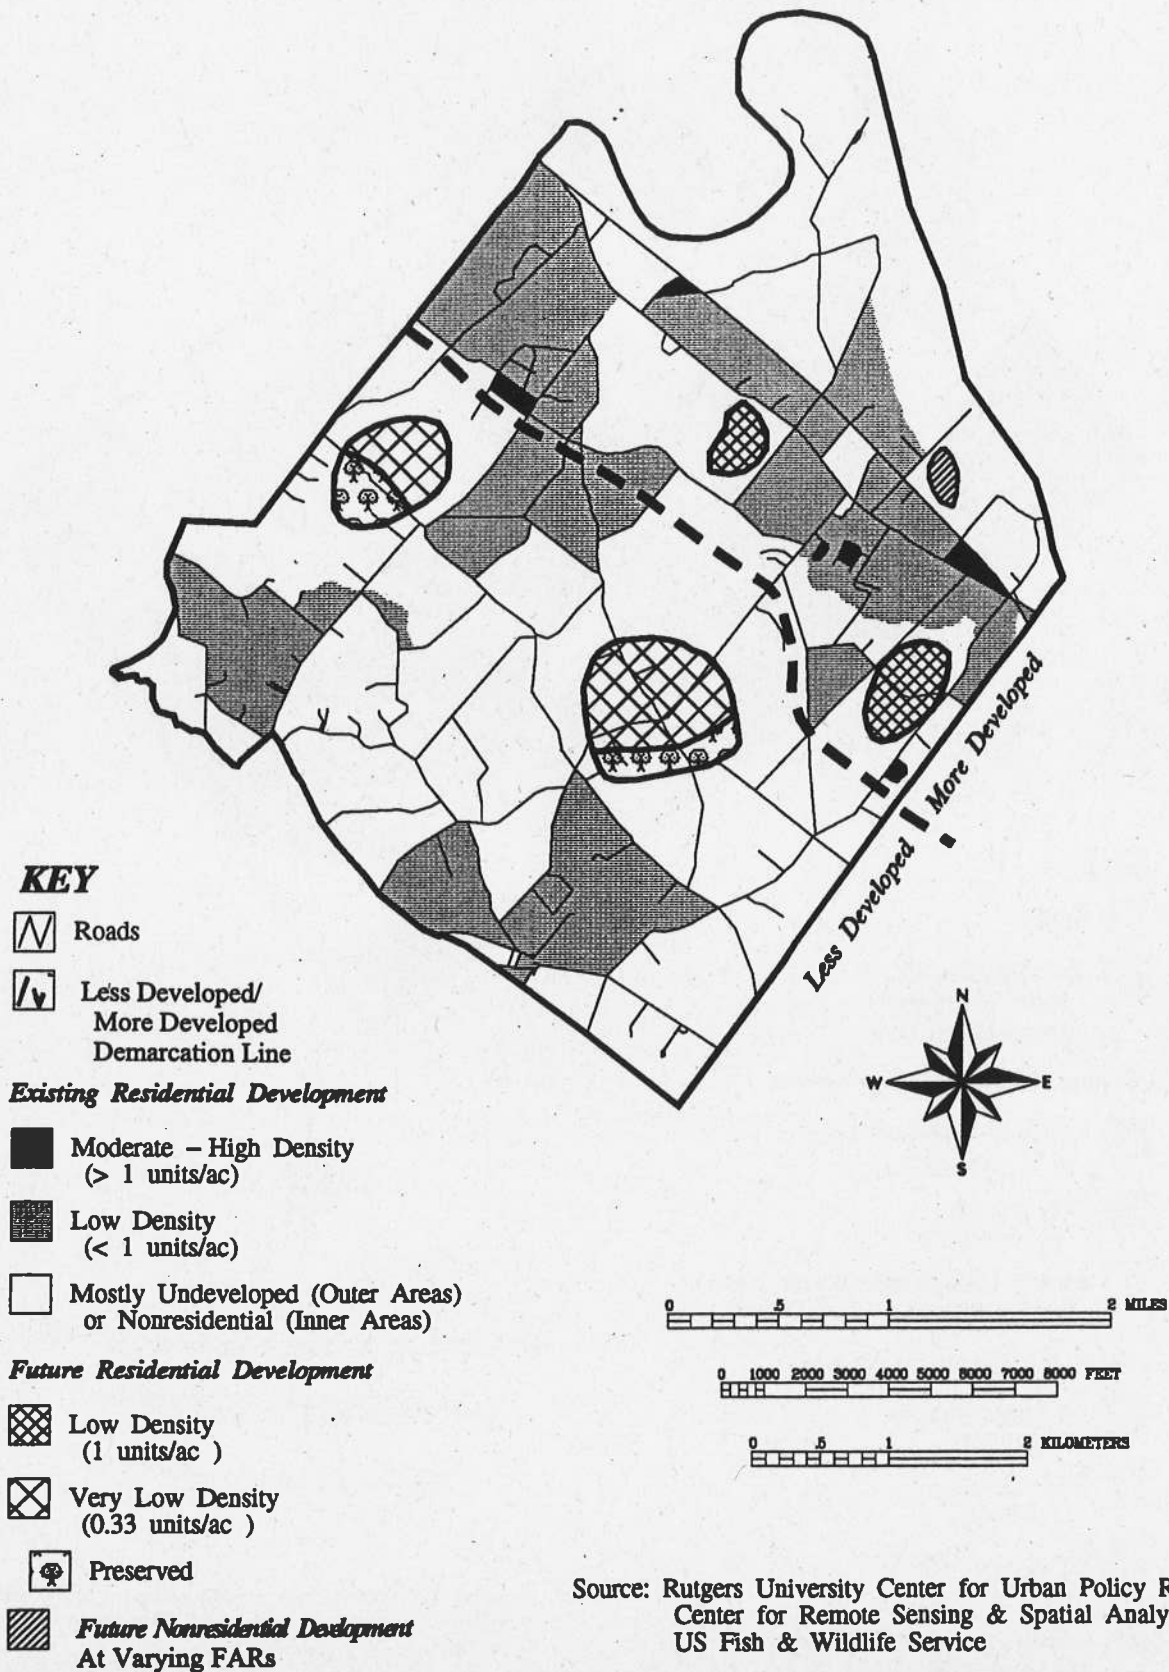 More Developed
Less Developed
KEY
Roads
Less Developed/
More Developed
Demarcation Line
Existing Residential Development
Moderate – High Density
(> 1 units/ac)
Low Density
(< 1 units/ac)
Mostly Undeveloped (Outer Areas)
or Nonresidential (Inner Areas)
Future Residential Development
Low Density
(1 units/ac )
Very Low Density
(0.33 units/ac )
Preserved
Future Nonresidential Development
At Varying FARs
N
W E
S
0 .5 1 2 MILES
0 1000 2000 3000 4000 5000 6000 7000 8000 FEET
0 .5 1 2 KILOMETERS
Source: Rutgers University Center for Urban Policy R
Center for Remote Sensing & Spatial Analy
US Fish & Wildlife Service